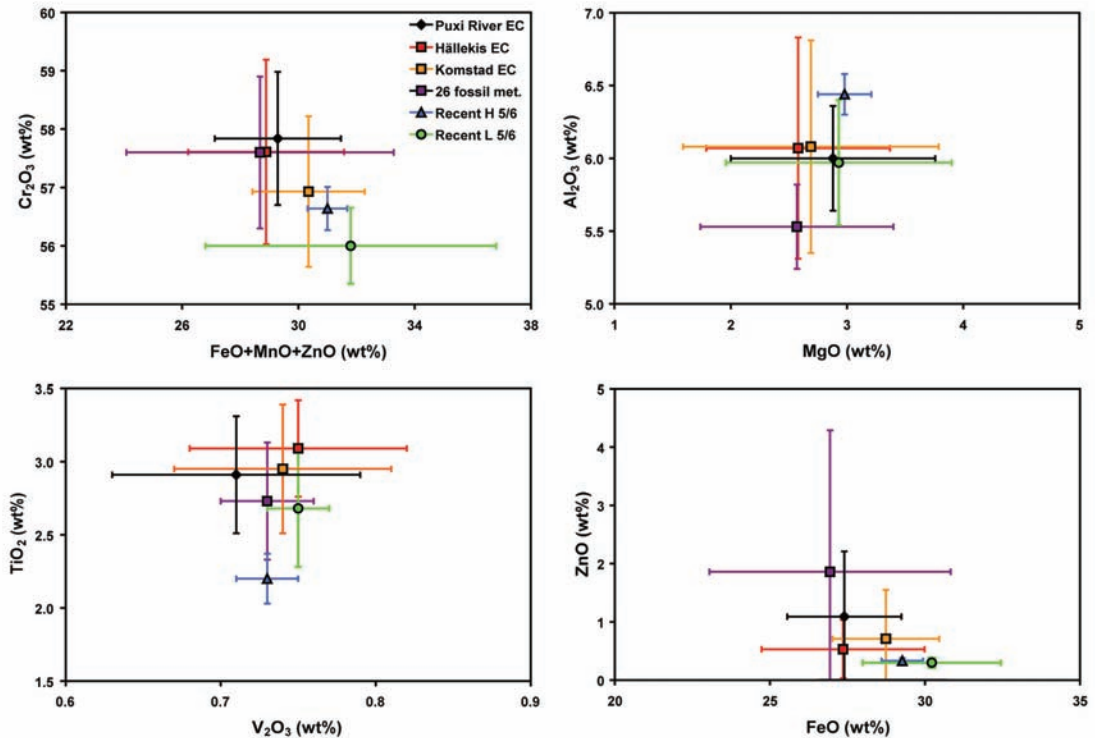 Cr₂O₃ (wt%)
60
59
58
57
56
55
22
26
30
34
38
FeO+MnO+ZnO (wt%)
Puxi River EC
Hällekis EC
Komstad EC
26 fossil met.
Recent H 5/6
Recent L 5/6
Al₂O₃ (wt%)
7.0
6.5
6.0
5.5
5.0
1
2
3
4
5
MgO (wt%)
TiO₂ (wt%)
3.5
3.0
2.5
2.0
1.5
0.6
0.7
0.8
0.9
V₂O₃ (wt%)
ZnO (wt%)
5
4
3
2
1
0
20
25
30
35
FeO (wt%)